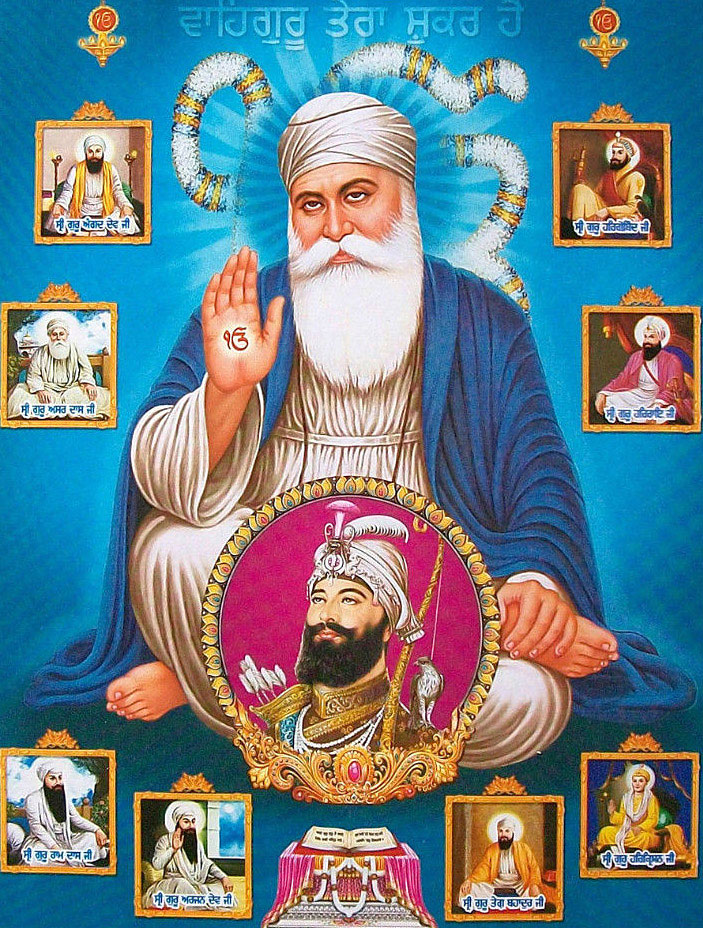 ਵਾਹਿਗੁਰੂ ਤੇਰਾ ਸ਼ੁਕਰ ਹੈ
ੴ
ੴ
ਸ੍ਰੀ ਗੁਰੂ ਅੰਗਦ ਦੇਵ ਜੀ
ਸ੍ਰੀ ਗੁਰੂ ਹਰਿਗੋਬਿੰਦ ਜੀ
ੴ
ੴ
ਸ੍ਰੀ ਗੁਰੂ ਅਮਰ ਦਾਸ ਜੀ
ਸ੍ਰੀ ਗੁਰੂ ਹਰਿਰਾਇ ਜੀ
ਸ੍ਰੀ ਗੁਰੂ ਰਾਮ ਦਾਸ ਜੀ
ਸ੍ਰੀ ਗੁਰੂ ਹਰਿਕ੍ਰਿਸ਼ਨ ਜੀ
ਸ੍ਰੀ ਗੁਰੂ ਅਰਜਨ ਦੇਵ ਜੀ
ਸ੍ਰੀ ਗੁਰੂ ਤੇਗ ਬਹਾਦਰ ਜੀ